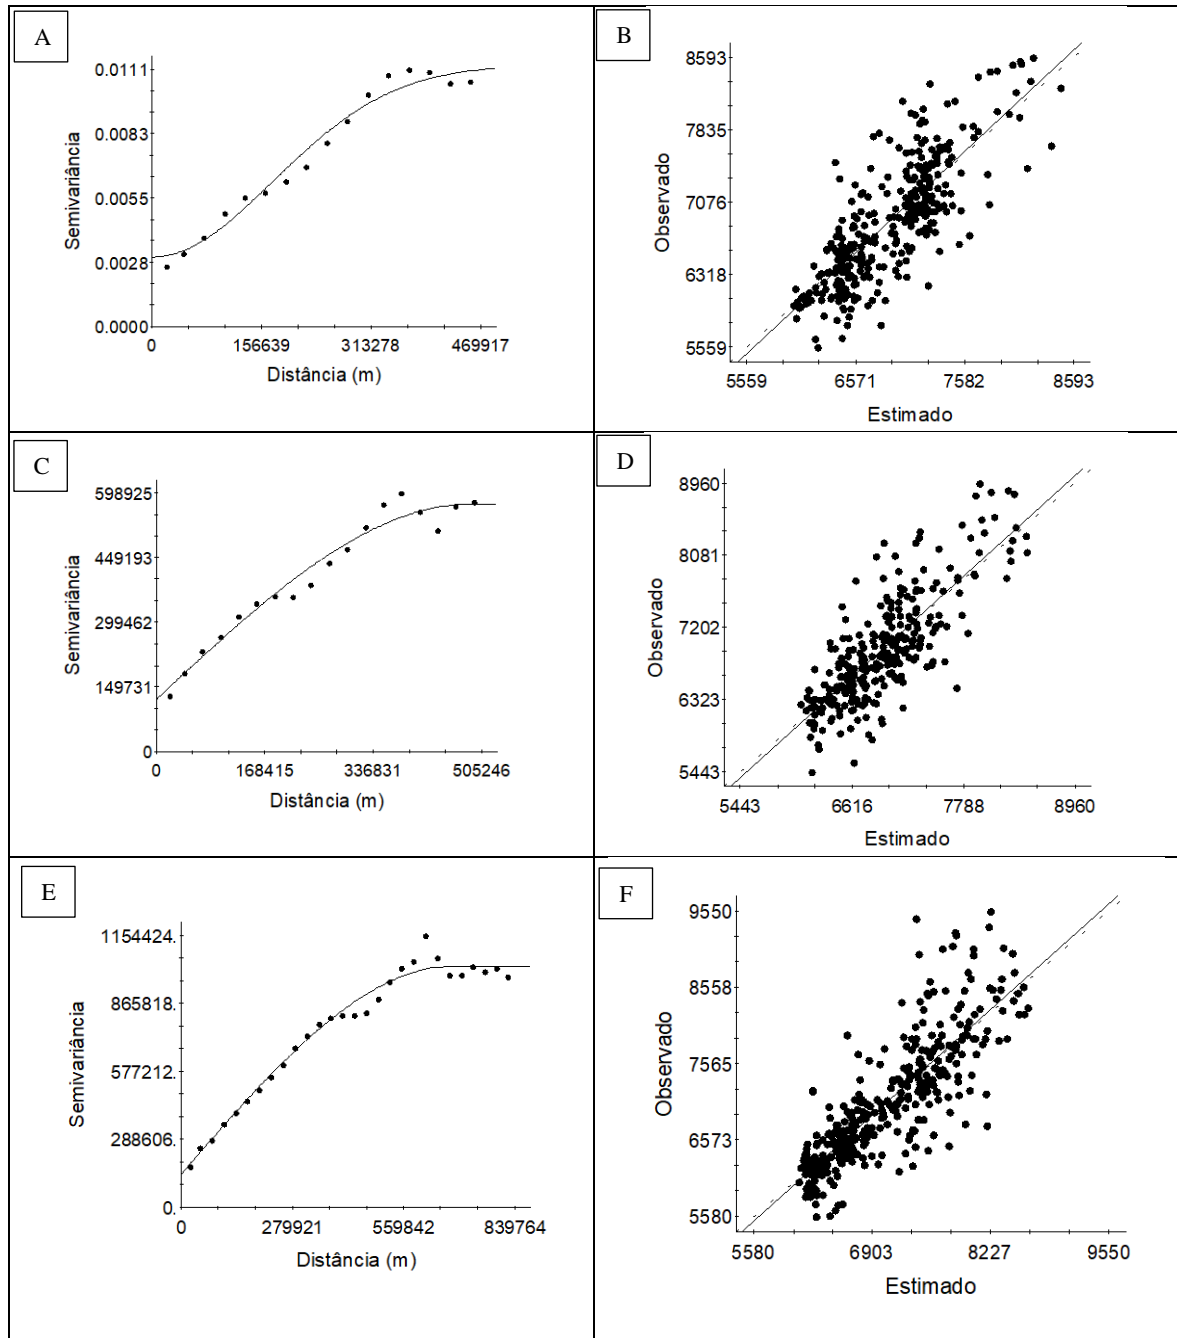 A
Semivariância
0.0111
0.0083
0.0055
0.0028
0.0000
0 156639 313278 469917
Distância (m)
B
Observado
8593
7835
7076
6318
5559
5559 6571 7582 8593
Estimado
C
Semivariância
598925
449193
299462
149731
0
0 168415 336831 505246
Distância (m)
D
Observado
8960
8081
7202
6323
5443
5443 6616 7788 8960
Estimado
E
Semivariância
1154424.
865818.
577212.
288606.
0.
0 279921 559842 839764
Distância (m)
F
Observado
9550
8558
7565
6573
5580
5580 6903 8227 9550
Estimado